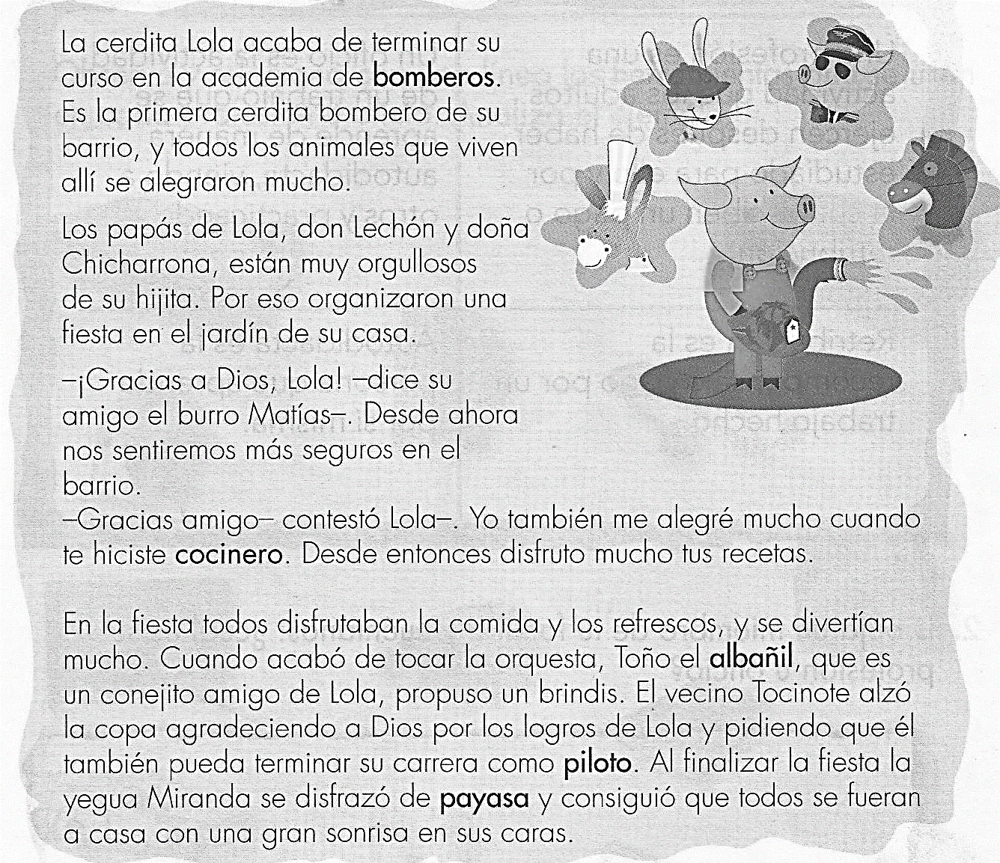 La cerdita Lola acaba de terminar su
curso en la academia de bomberos.
Es la primera cerdita bombero de su
barrio, y todos los animales que viven
allí se alegraron mucho.
Los papás de Lola, don Lechón y doña
Chicharrona, están muy orgullosos
de su hijita. Por eso organizaron una
fiesta en el jardín de su casa.
–¡Gracias a Dios, Lola! –dice su
amigo el burro Matías–. Desde ahora
nos sentiremos más seguros en el
barrio.
–Gracias amigo– contestó Lola–. Yo también me alegré mucho cuando
te hiciste cocinero. Desde entonces disfruto mucho tus recetas.
En la fiesta todos disfrutaban la comida y los refrescos, y se divertían
mucho. Cuando acabó de tocar la orquesta, Toño el albañil, que es
un conejito amigo de Lola, propuso un brindis. El vecino Tocinote alzó
la copa agradeciendo a Dios por los logros de Lola y pidiendo que él
también pueda terminar su carrera como piloto. Al finalizar la fiesta la
yegua Miranda se disfrazó de payasa y consiguió que todos se fueran
a casa con una gran sonrisa en sus caras.